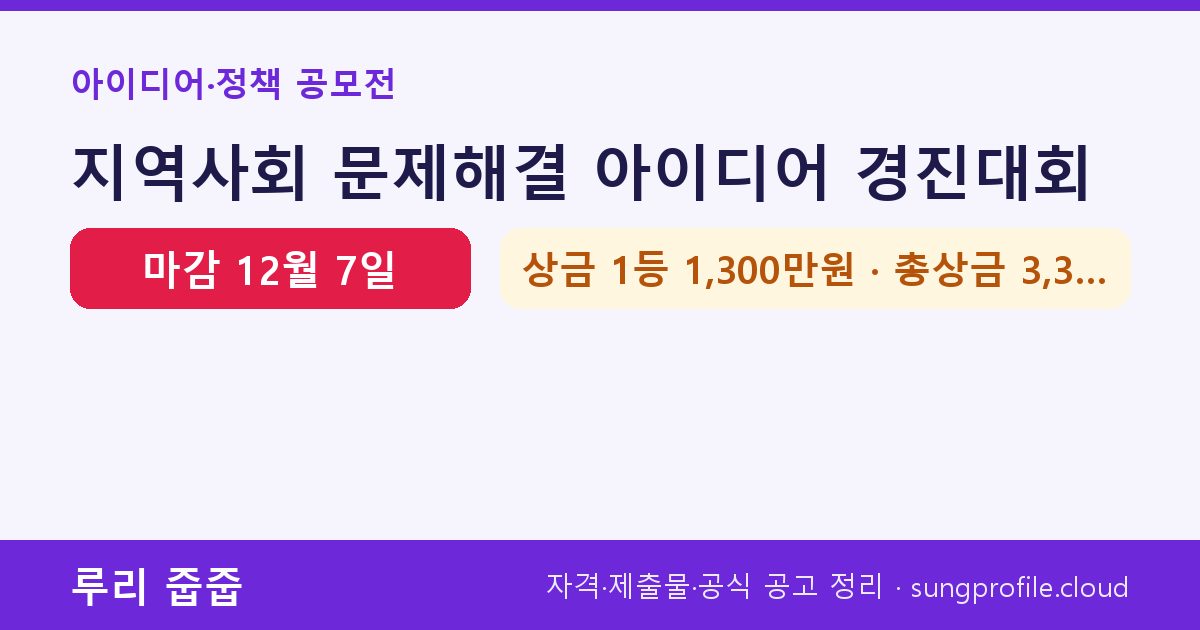 아이디어·정책 공모전
지역사회 문제해결 아이디어 경진대회
마감 12월 7일
상금 1등 1,300만원 · 총상금 3,3...
루리 줍줍
자격·제출물·공식 공고 정리 · sungprofile.cloud